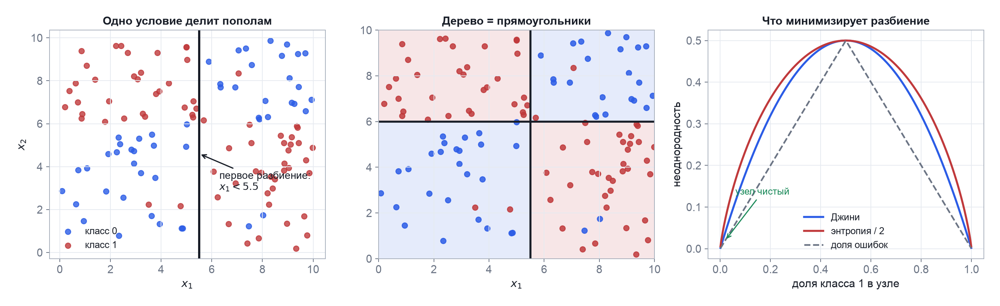 Одно условие делит пополам
10
8
6
4
2
0
x₂
первое разбиение:
x₁ < 5.5
класс 0
класс 1
0 2 4 6 8 10
x₁
Дерево = прямоугольники
10
8
6
4
2
0
0 2 4 6 8 10
x₁
Что минимизирует разбиение
0.5
0.4
0.3
0.2
0.1
0.0
неоднородность
узел чистый
Джини
энтропия / 2
доля ошибок
0.0 0.2 0.4 0.6 0.8 1.0
доля класса 1 в узле